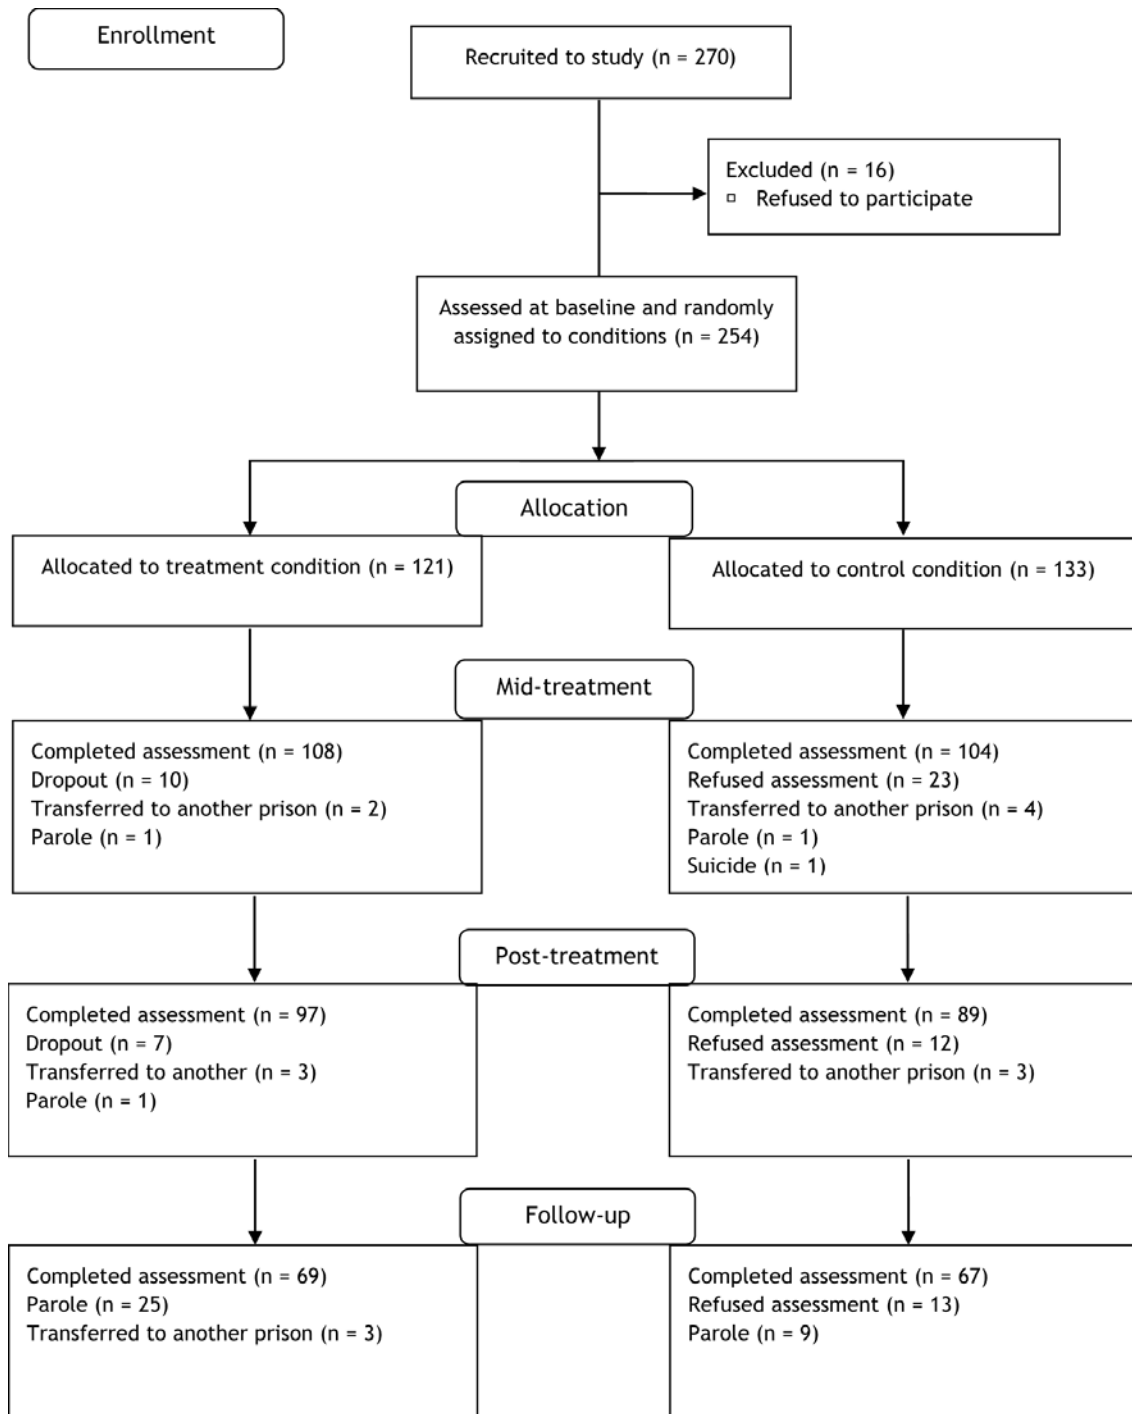 Enrollment
Recruited to study (n = 270)
Excluded (n = 16)
▫ Refused to participate
Assessed at baseline and randomly
assigned to conditions (n = 254)
Allocation
Allocated to treatment condition (n = 121)
Allocated to control condition (n = 133)
Mid-treatment
Completed assessment (n = 108)
Dropout (n = 10)
Transferred to another prison (n = 2)
Parole (n = 1)
Completed assessment (n = 104)
Refused assessment (n = 23)
Transferred to another prison (n = 4)
Parole (n = 1)
Suicide (n = 1)
Post-treatment
Completed assessment (n = 97)
Dropout (n = 7)
Transferred to another (n = 3)
Parole (n = 1)
Completed assessment (n = 89)
Refused assessment (n = 12)
Transfered to another prison (n = 3)
Follow-up
Completed assessment (n = 69)
Parole (n = 25)
Transferred to another prison (n = 3)
Completed assessment (n = 67)
Refused assessment (n = 13)
Parole (n = 9)